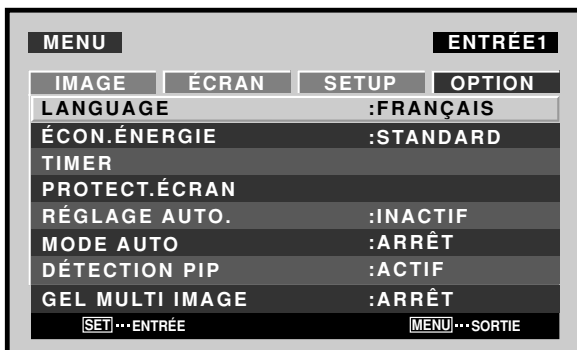 MENU ENTRÉE1
IMAGE ÉCRAN SETUP OPTION
LANGUAGE :FRANÇAIS
ÉCON.ÉNERGIE :STANDARD
TIMER
PROTECT.ÉCRAN
RÉGLAGE AUTO. :INACTIF
MODE AUTO :ARRÊT
DÉTECTION PIP :ACTIF
GEL MULTI IMAGE :ARRÊT
SET···ENTRÉE MENU···SORTIE